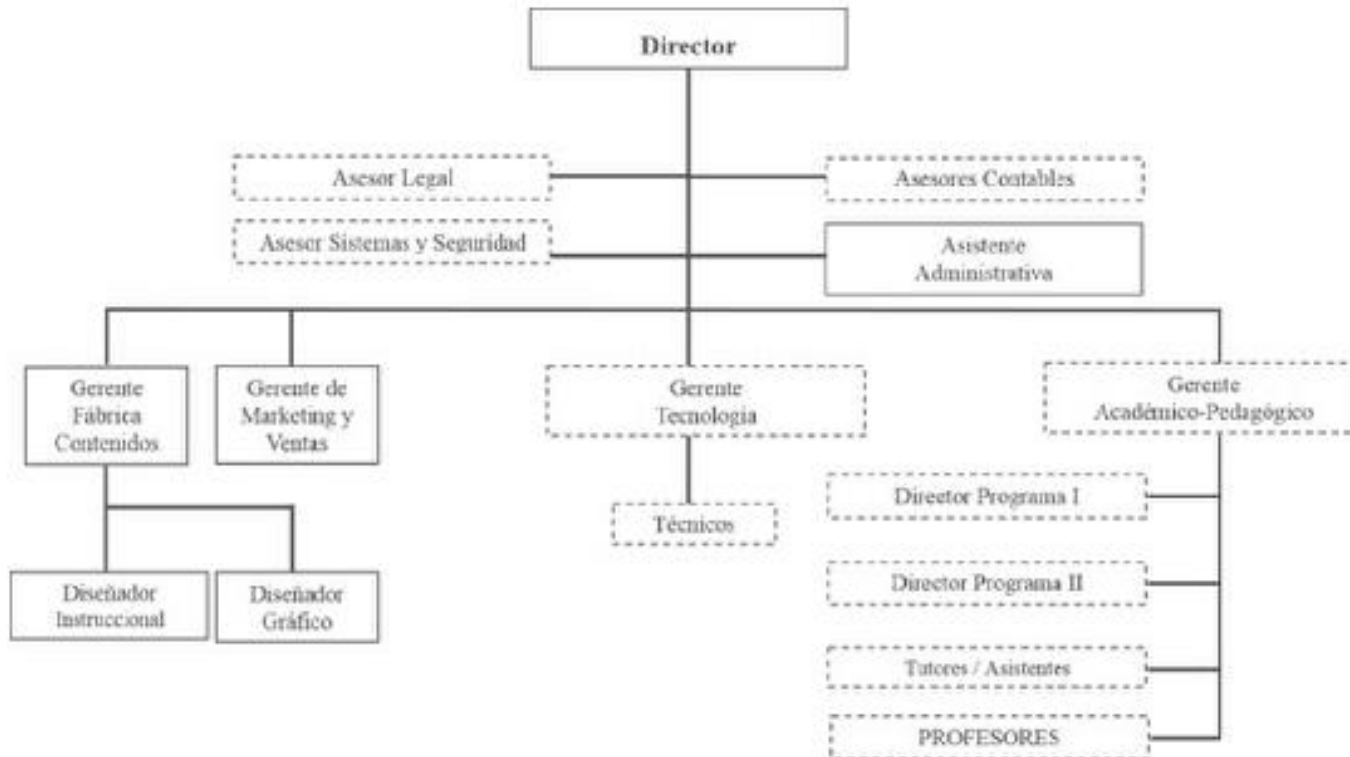 Director
Asesor Legal
Asesores Contables
Asesor Sistemas y Seguridad
Asistente
Administrativa
Gerente
Fábrica
Contenidos
Gerente de
Marketing y
Ventas
Gerente
Tecnología
Gerente
Académico-Pedagógico
Técnicos
Director Programa I
Director Programa II
Tutores / Asistentes
PROFESORES
Diseñador
Instruccional
Diseñador
Gráfico